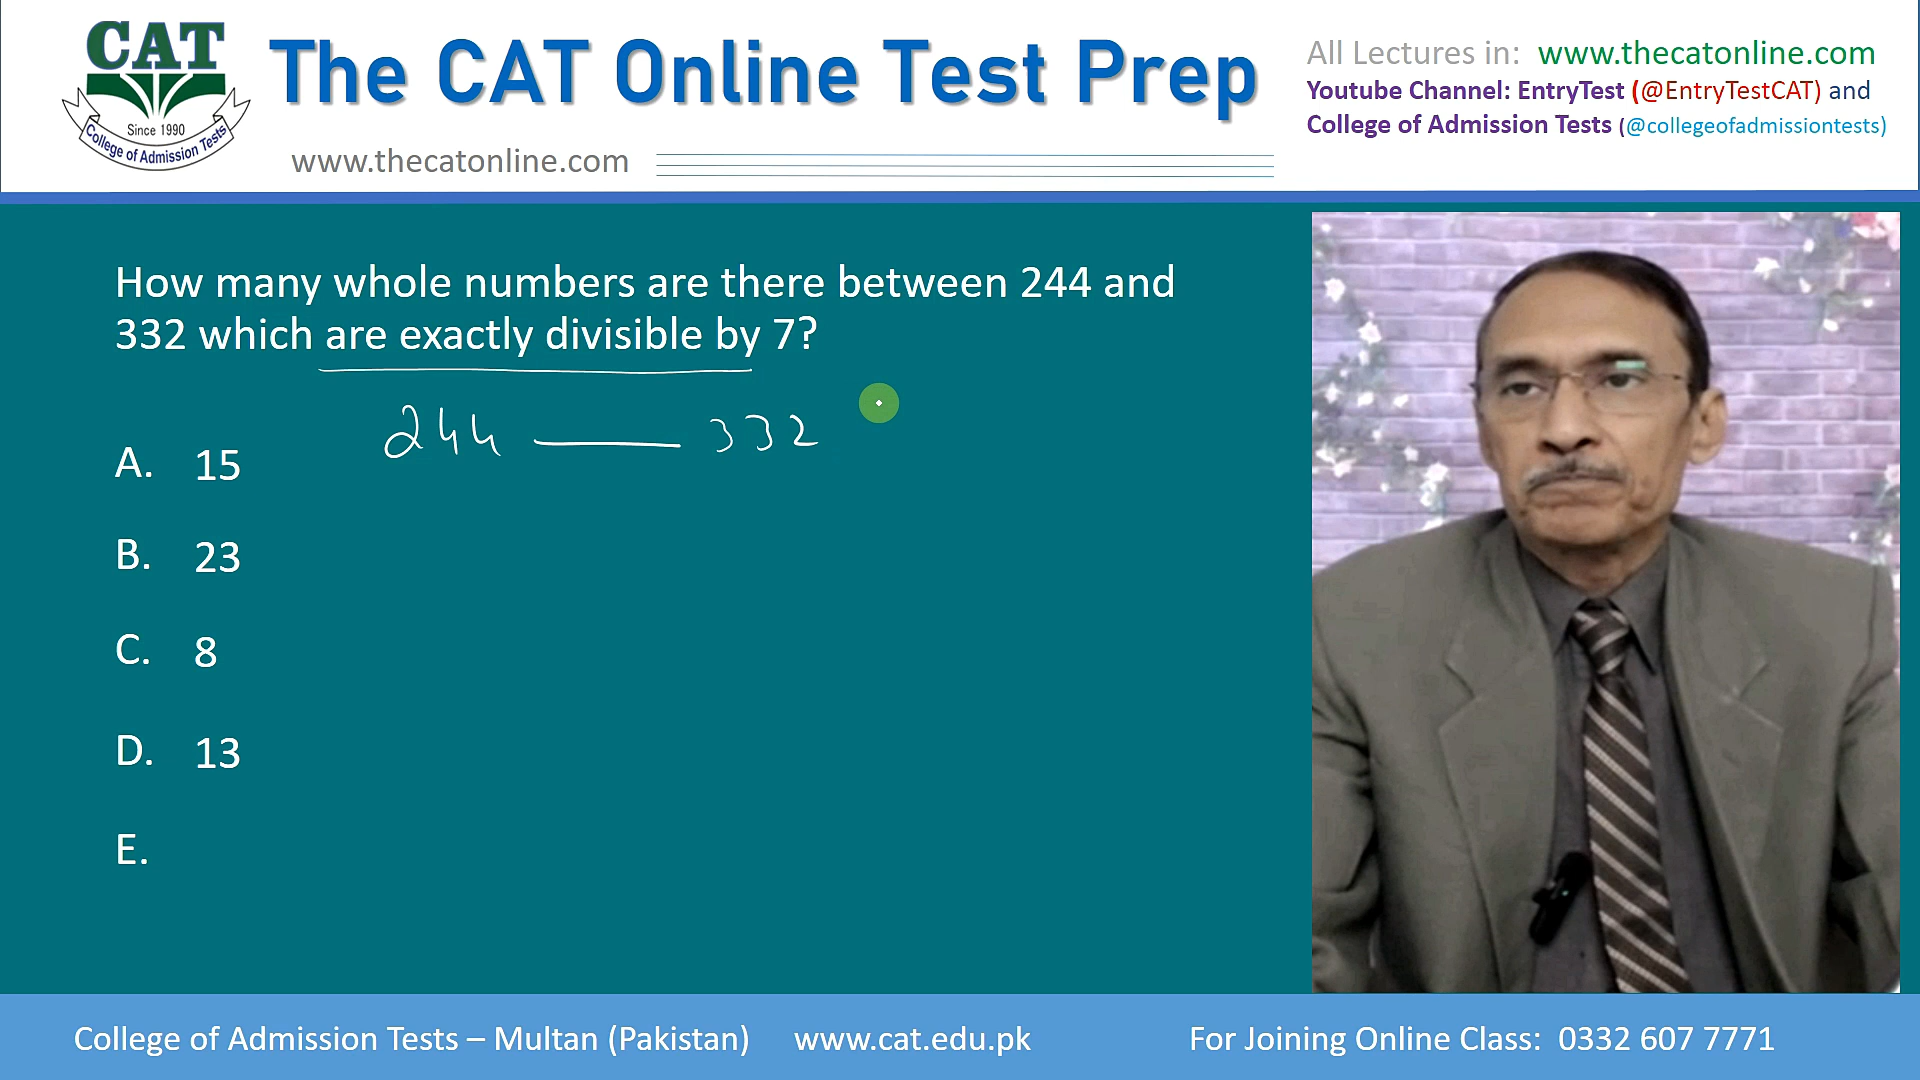 CAT
Since 1990
College of Admission Tests
The CAT Online Test Prep
www.thecatonline.com
All Lectures in: www.thecatonline.com
Youtube Channel: EntryTest (@EntryTestCAT) and
College of Admission Tests (@collegeofadmissiontests)
How many whole numbers are there between 244 and
332 which are exactly divisible by 7?
244 — 332
A. 15
B. 23
C. 8
D. 13
E.
College of Admission Tests – Multan (Pakistan) www.cat.edu.pk For Joining Online Class: 0332 607 7771